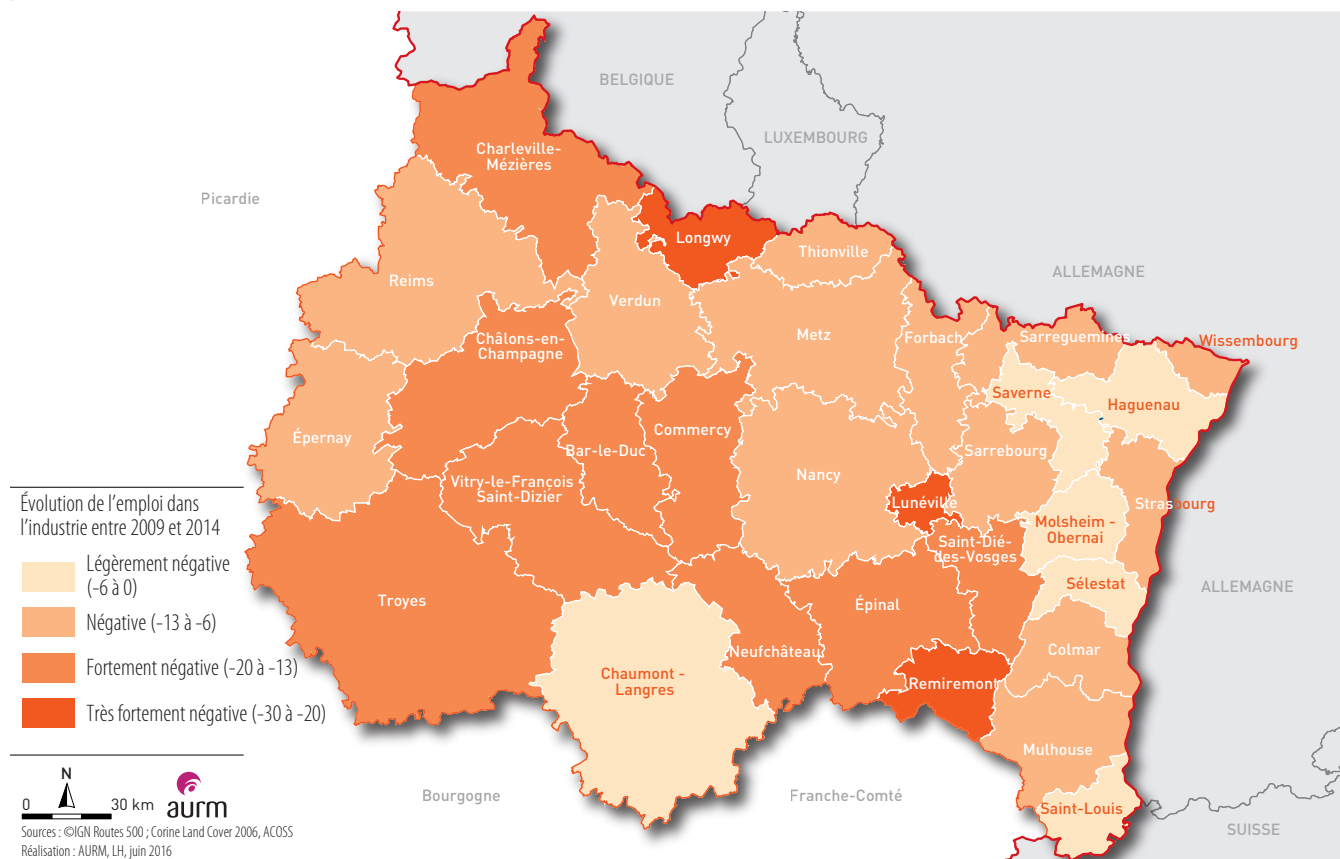 BELGIQUE
LUXEMBOURG
Charleville-
Mézières
Picardie
Longwy
Thionville
ALLEMAGNE
Reims
Verdun
Metz
Forbach
Sarreguemines
Wissembourg
Châlons-en-
Champagne
Saverne
Haguenau
Épernay
Commercy
Bar-le-Duc
Sarrebourg
Nancy
Vitry-le-François
Saint-Dizier
Lunéville
Strasbourg
Molsheim -
Obernai
Saint-Dié-
des-Vosges
Sélestat
ALLEMAGNE
Troyes
Épinal
Neufchâteau
Colmar
Chaumont -
Langres
Remiremont
Mulhouse
Bourgogne
Franche-Comté
Saint-Louis
SUISSE
Évolution de l'emploi dans
l'industrie entre 2009 et 2014
Légèrement négative
(-6 à 0)
Négative (-13 à -6)
Fortement négative (-20 à -13)
Très fortement négative (-30 à -20)
N
0 30 km
aurm
Sources : ©IGN Routes 500 ; Corine Land Cover 2006, ACOSS
Réalisation : AURM, LH, juin 2016